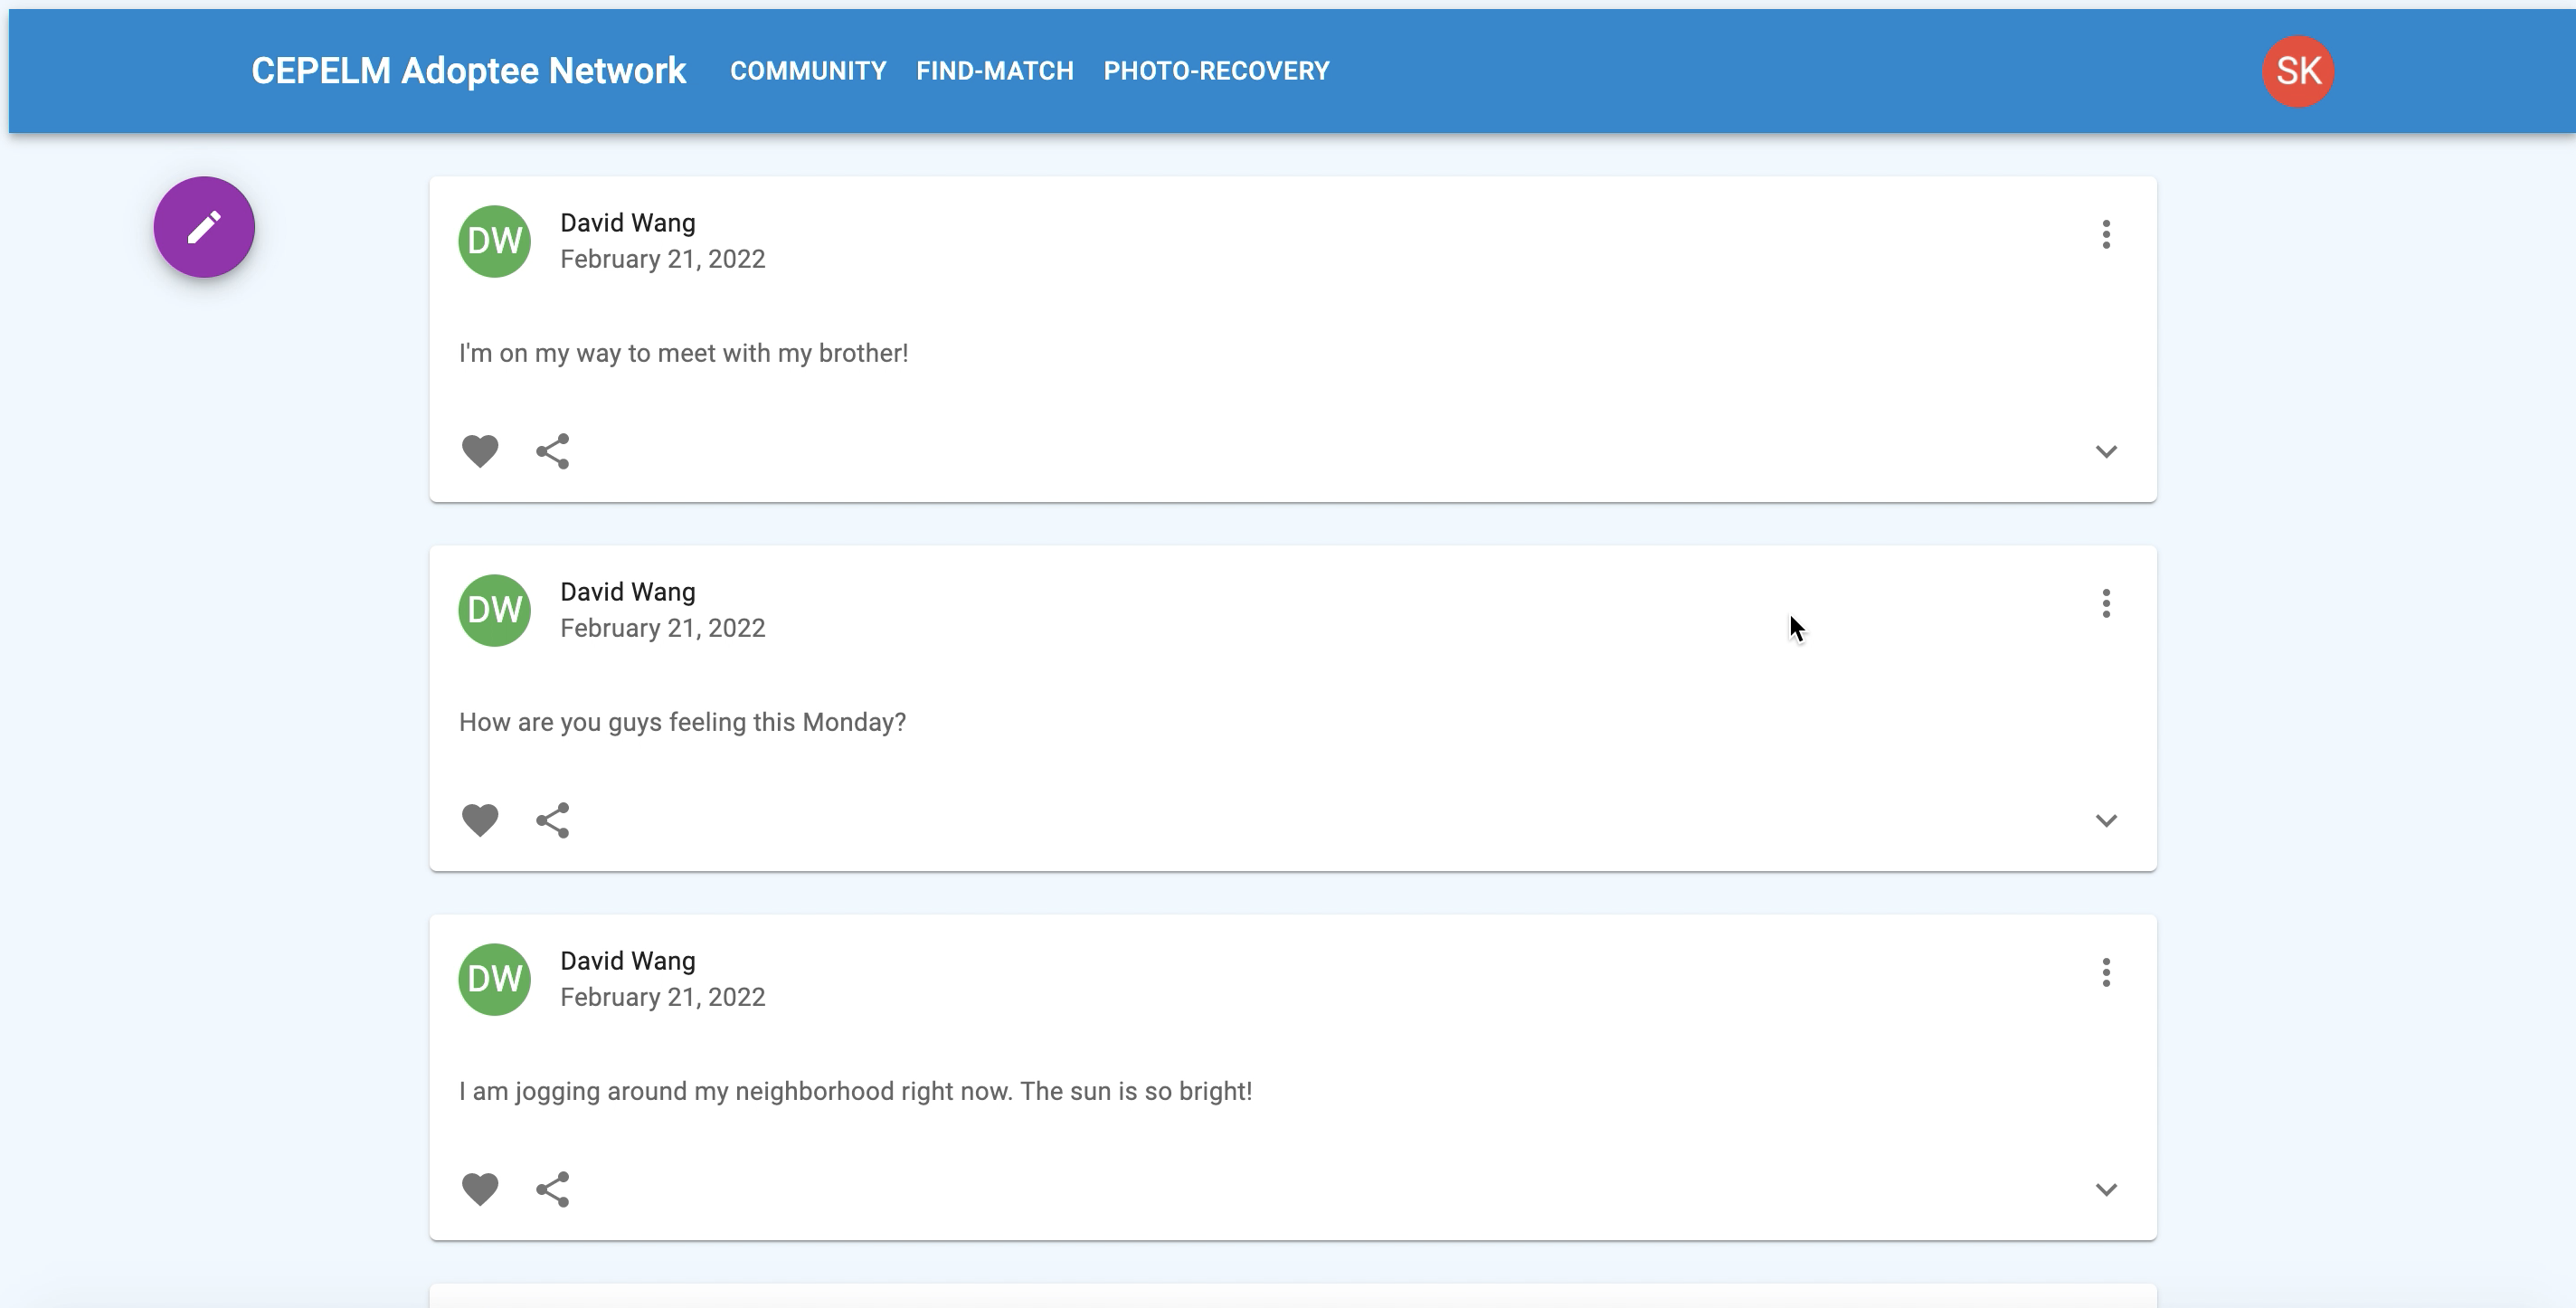 CEPELM Adoptee Network COMMUNITY FIND-MATCH PHOTO-RECOVERY SK
DW David Wang
February 21, 2022
I'm on my way to meet with my brother!
DW David Wang
February 21, 2022
How are you guys feeling this Monday?
DW David Wang
February 21, 2022
I am jogging around my neighborhood right now. The sun is so bright!